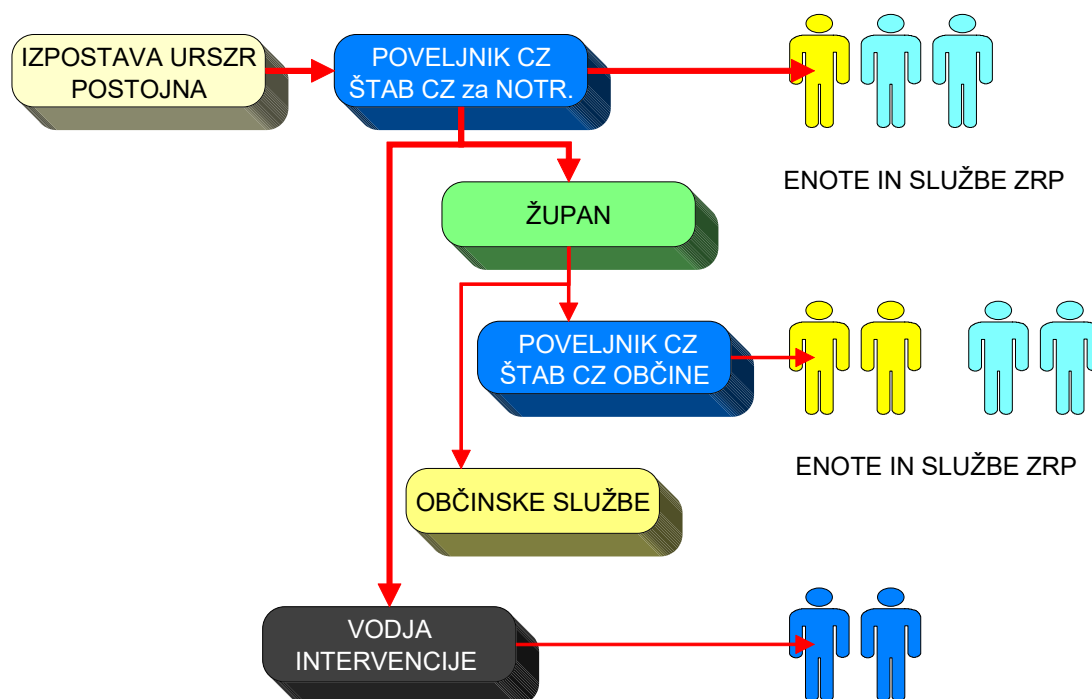 IZPOSTAVA URSZR
POSTOJNA
POVELJNIK CZ
ŠTAB CZ za NOTR.
ENOTE IN SLUŽBE ZRP
ŽUPAN
POVELJNIK CZ
ŠTAB CZ OBČINE
ENOTE IN SLUŽBE ZRP
OBČINSKE SLUŽBE
VODJA
INTERVENCIJE